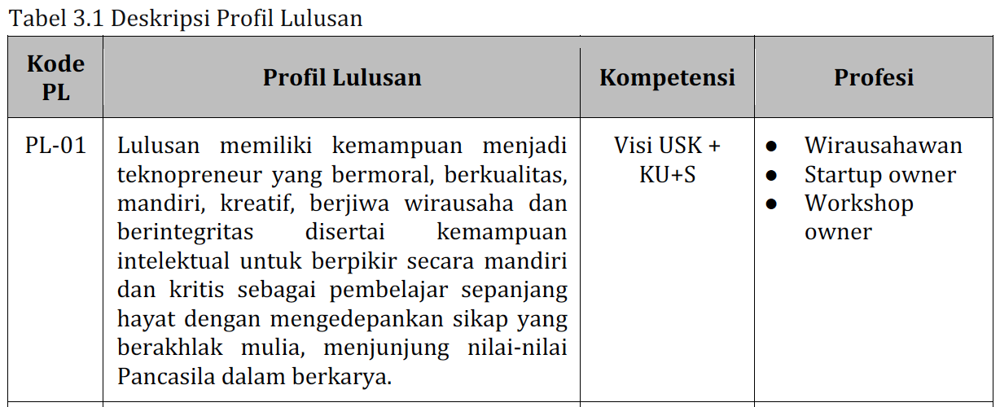 Tabel 3.1 Deskripsi Profil Lulusan
Kode
PL
Profil Lulusan
Kompetensi
Profesi
PL-01
Lulusan memiliki kemampuan menjadi
teknopreneur yang bermoral, berkualitas,
mandiri, kreatif, berjiwa wirausaha dan
berintegritas disertai kemampuan
intelektual untuk berpikir secara mandiri
dan kritis sebagai pembelajar sepanjang
hayat dengan mengedepankan sikap yang
berakhlak mulia, menjunjung nilai-nilai
Pancasila dalam berkarya.
Visi USK +
KU+S
● Wirausahawan
● Startup owner
● Workshop
owner